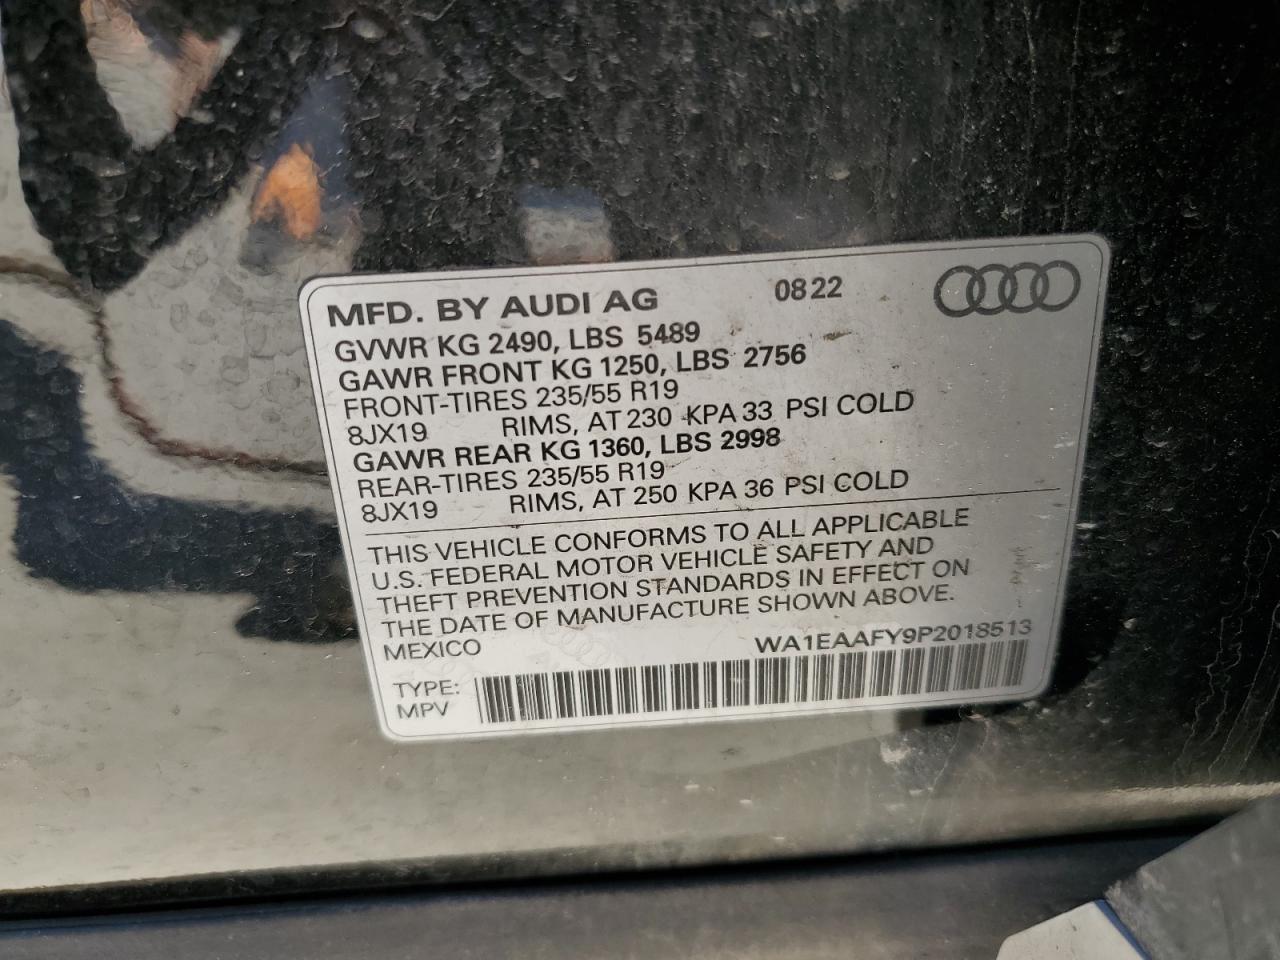 MFD. BY AUDI AG 0822
GVWR KG 2490, LBS 5489
GAWR FRONT KG 1250, LBS 2756
FRONT-TIRES 235/55 R19
8JX19 RIMS, AT 230 KPA 33 PSI COLD
GAWR REAR KG 1360, LBS 2998
REAR-TIRES 235/55 R19
8JX19 RIMS, AT 250 KPA 36 PSI COLD
THIS VEHICLE CONFORMS TO ALL APPLICABLE
U.S. FEDERAL MOTOR VEHICLE SAFETY AND
THEFT PREVENTION STANDARDS IN EFFECT ON
THE DATE OF MANUFACTURE SHOWN ABOVE.
MEXICO WA1EAAFY9P2018513
TYPE:
MPV